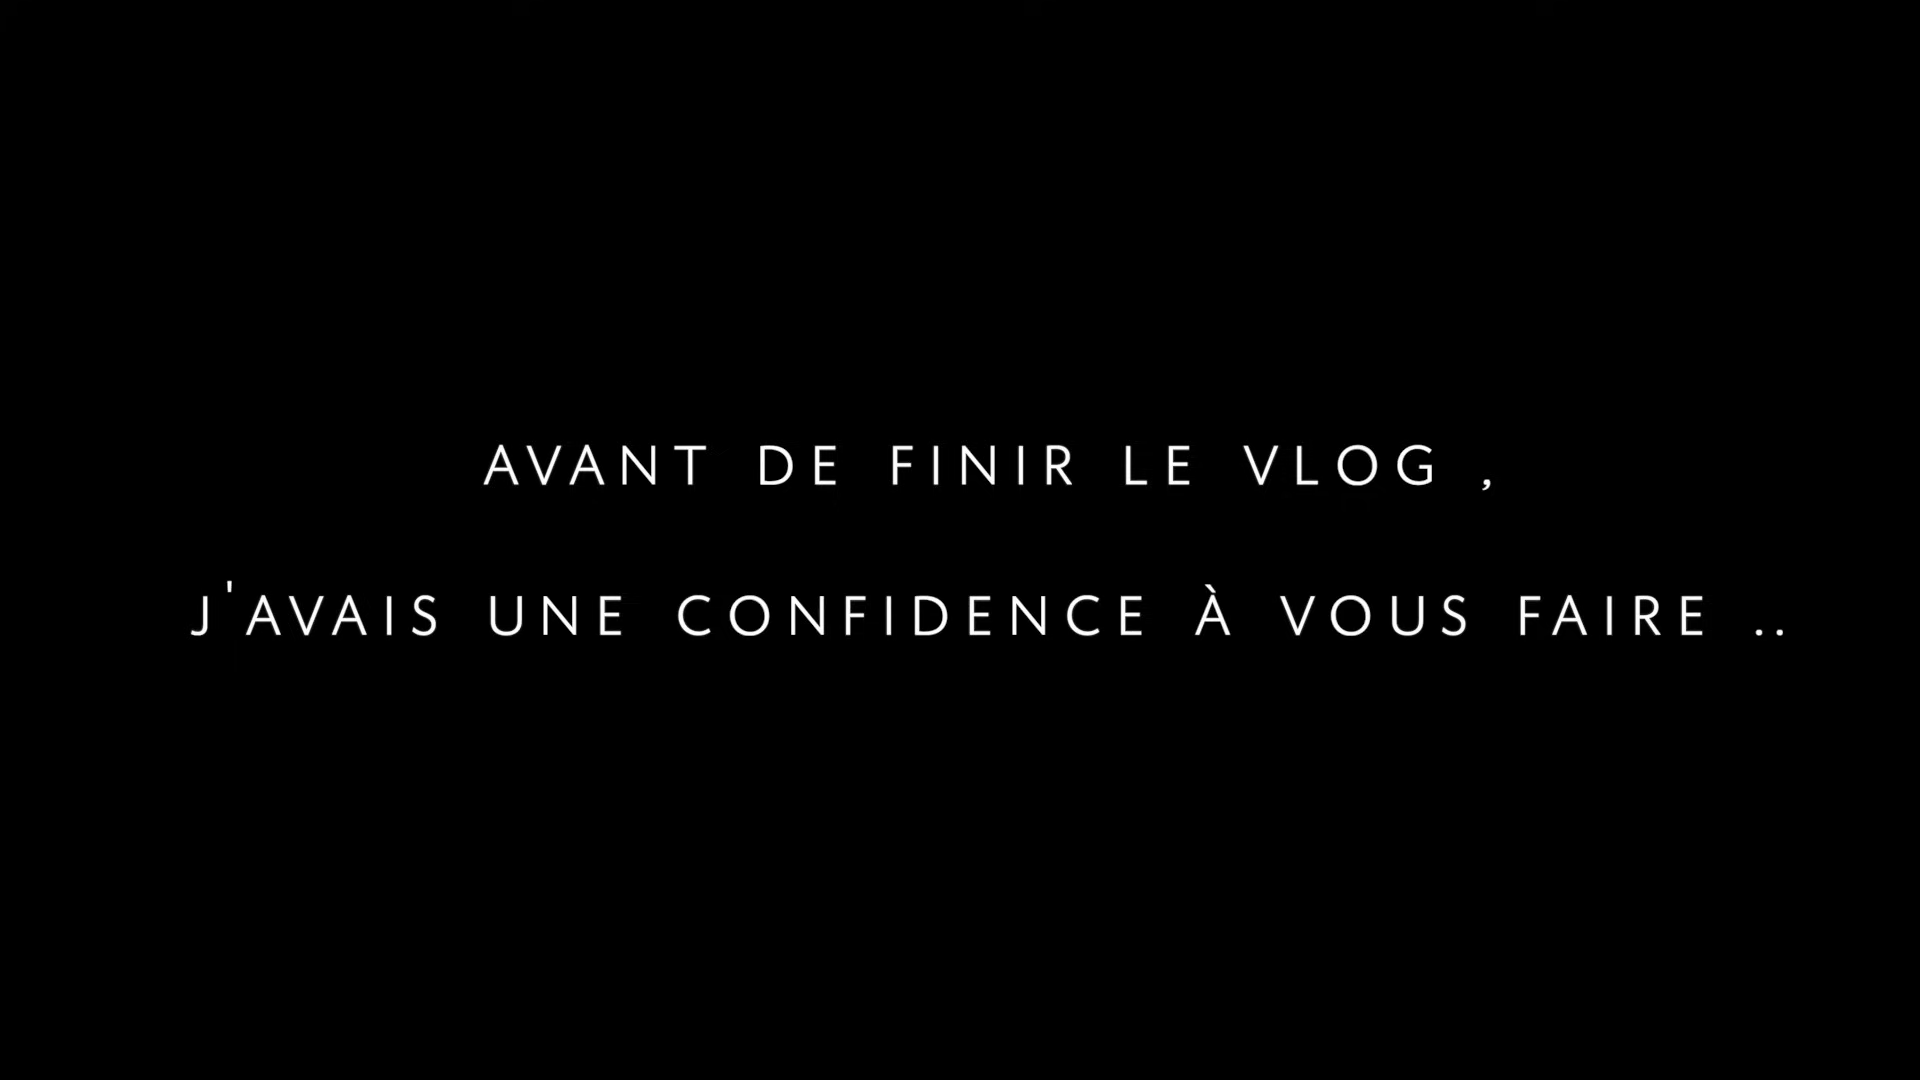 AVANT DE FINIR LE VLOG ,
J'AVAIS UNE CONFIDENCE À VOUS FAIRE ..